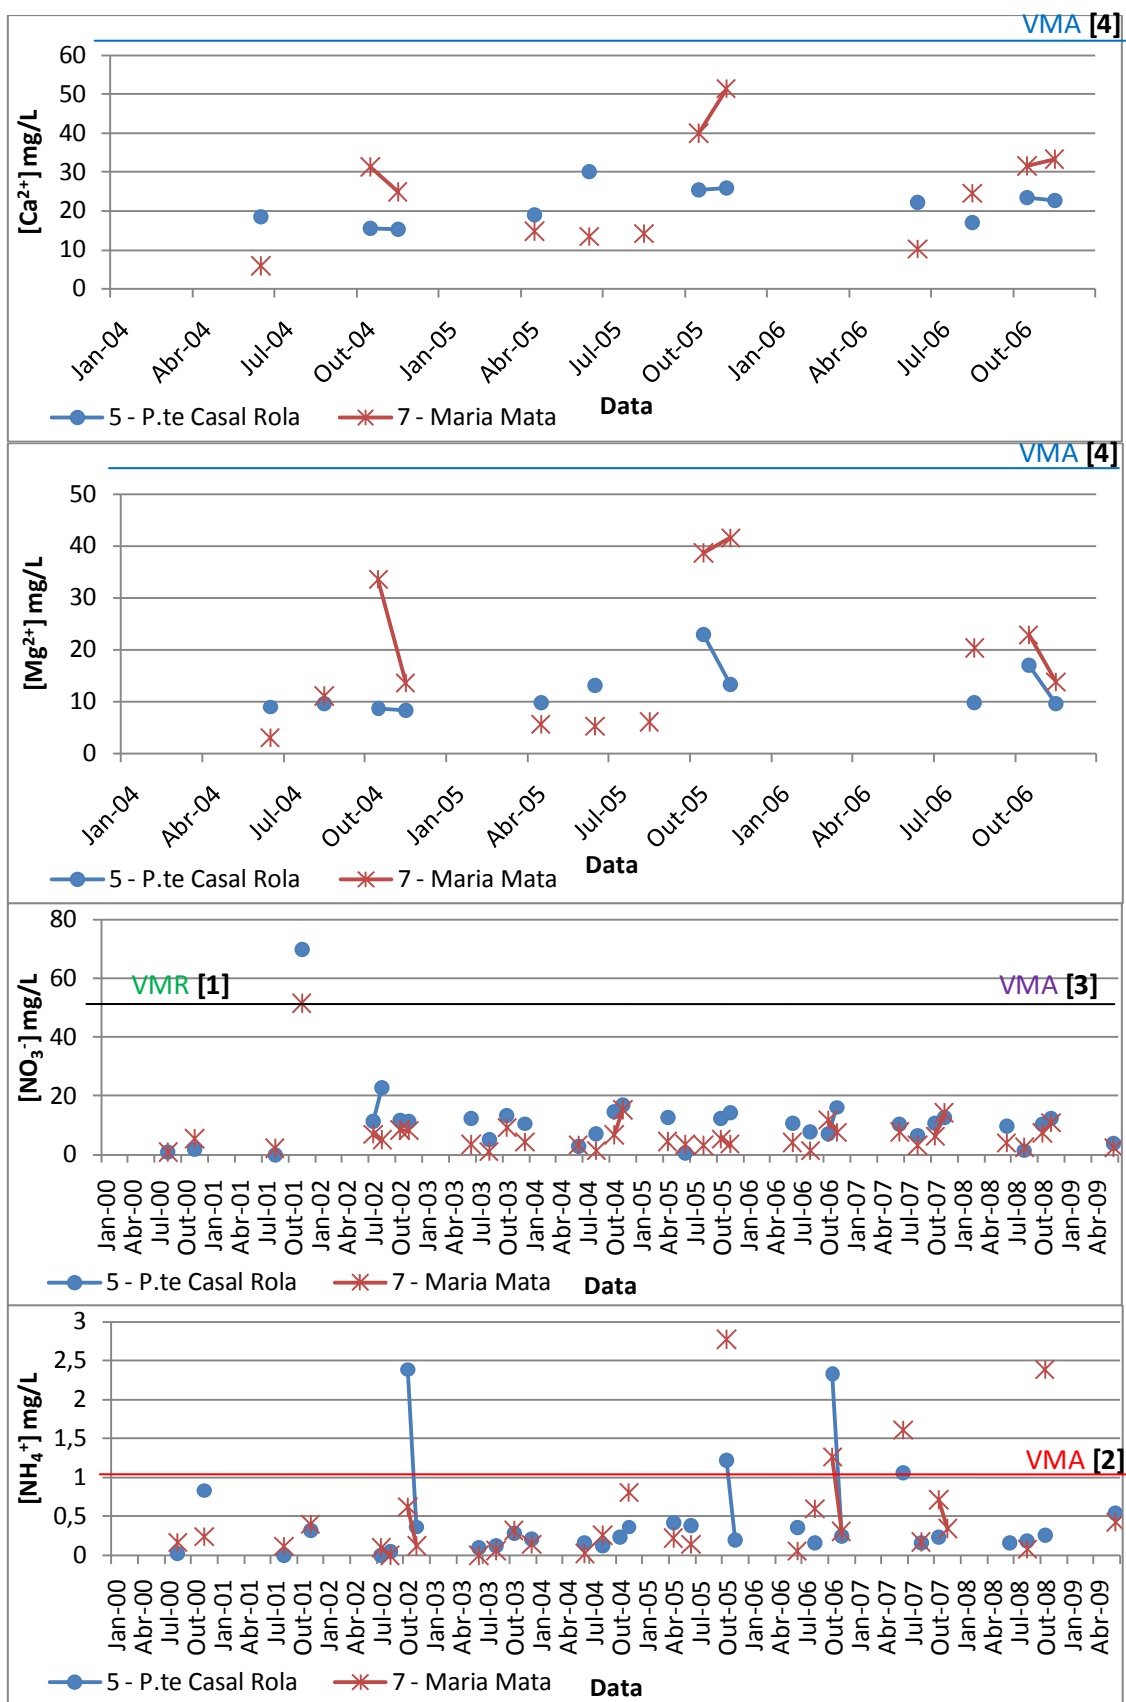 VMA [4]
[Ca²⁺] mg/L
60
50
40
30
20
10
0
Jan-04
Abr-04
Jul-04
Out-04
Jan-05
Abr-05
Jul-05
Out-05
Jan-06
Abr-06
Jul-06
Out-06
Data
5 - P.te Casal Rola
7 - Maria Mata
VMA [4]
[Mg²⁺] mg/L
50
40
30
20
10
0
Jan-04
Abr-04
Jul-04
Out-04
Jan-05
Abr-05
Jul-05
Out-05
Jan-06
Abr-06
Jul-06
Out-06
Data
5 - P.te Casal Rola
7 - Maria Mata
[NO₃⁻] mg/L
80
60
40
20
0
VMR [1]
VMA [3]
Jan-00
Abr-00
Jul-00
Out-00
Jan-01
Abr-01
Jul-01
Out-01
Jan-02
Abr-02
Jul-02
Out-02
Jan-03
Abr-03
Jul-03
Out-03
Jan-04
Abr-04
Jul-04
Out-04
Jan-05
Abr-05
Jul-05
Out-05
Jan-06
Abr-06
Jul-06
Out-06
Jan-07
Abr-07
Jul-07
Out-07
Jan-08
Abr-08
Jul-08
Out-08
Jan-09
Abr-09
5 - P.te Casal Rola
7 - Maria Mata
Data
[NH₄⁺] mg/L
3
2,5
2
1,5
1
0,5
0
VMA [2]
Jan-00
Abr-00
Jul-00
Out-00
Jan-01
Abr-01
Jul-01
Out-01
Jan-02
Abr-02
Jul-02
Out-02
Jan-03
Abr-03
Jul-03
Out-03
Jan-04
Abr-04
Jul-04
Out-04
Jan-05
Abr-05
Jul-05
Out-05
Jan-06
Abr-06
Jul-06
Out-06
Jan-07
Abr-07
Jul-07
Out-07
Jan-08
Abr-08
Jul-08
Out-08
Jan-09
Abr-09
5 - P.te Casal Rola
7 - Maria Mata
Data